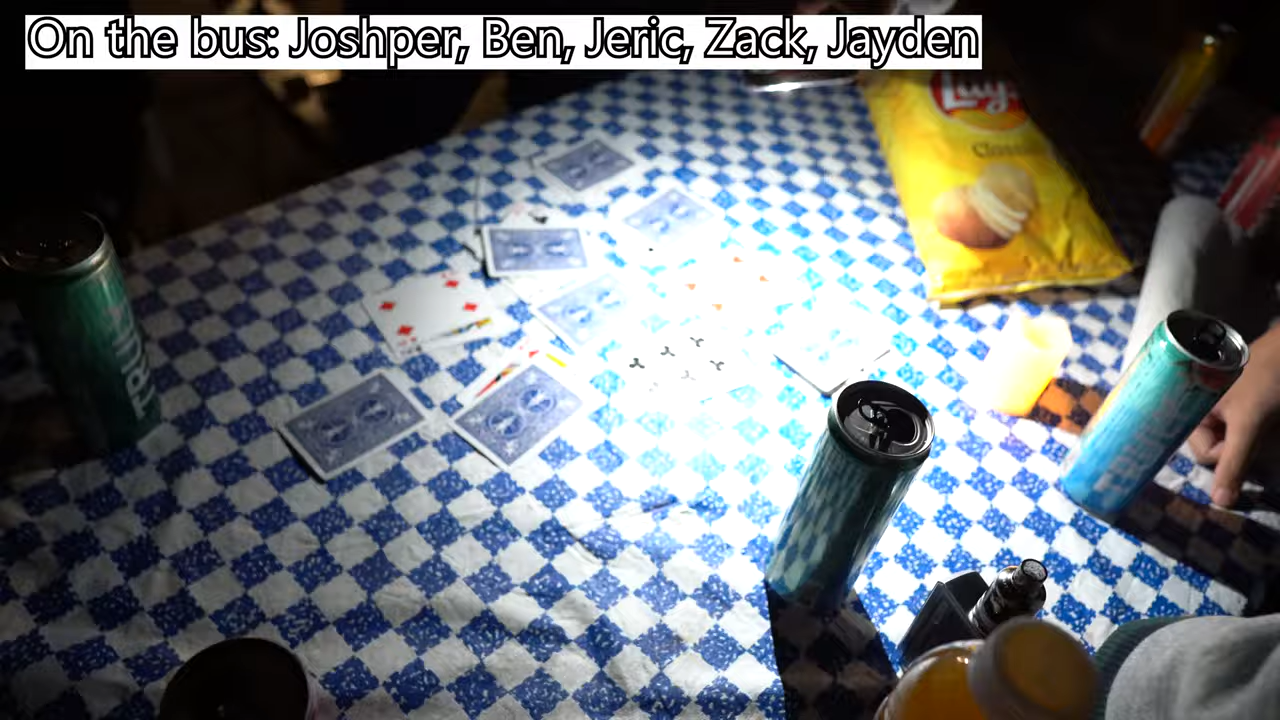 On the bus: Joshper, Ben, Jeric, Zack, Jayden
Lay's
Classic
TRULY